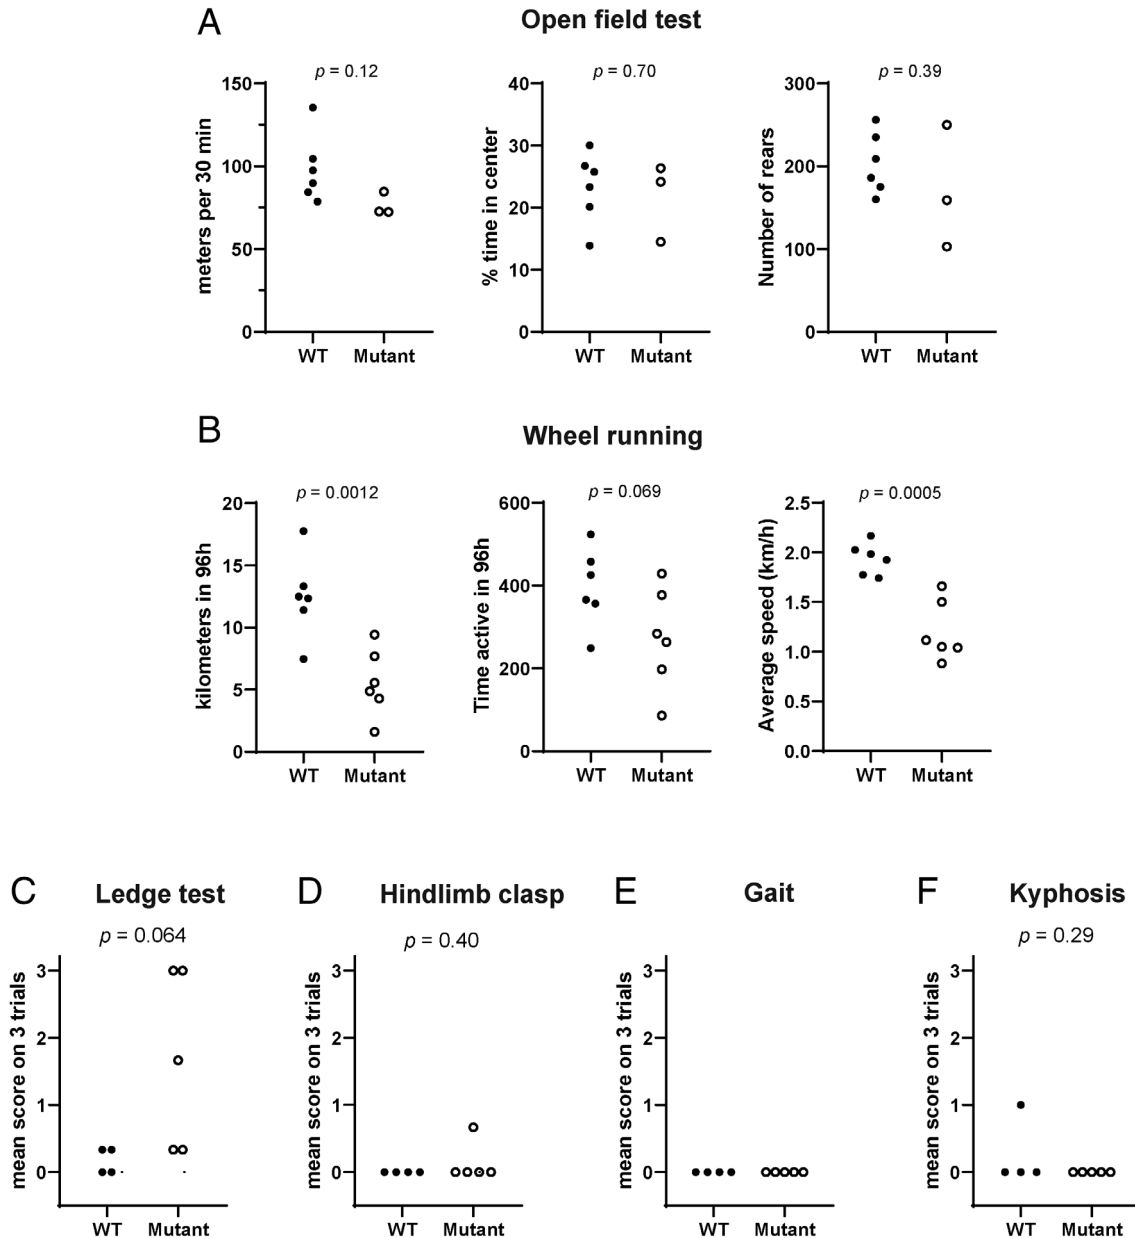 A
Open field test
p = 0.12
p = 0.70
p = 0.39
meters per 30 min
150
100
50
0
WT
Mutant
% time in center
40
30
20
10
0
WT
Mutant
Number of rears
300
200
100
0
WT
Mutant
B
Wheel running
p = 0.0012
p = 0.069
p = 0.0005
kilometers in 96h
20
15
10
5
0
WT
Mutant
Time active in 96h
600
400
200
0
WT
Mutant
Average speed (km/h)
2.5
2.0
1.5
1.0
0.5
0.0
WT
Mutant
C
Ledge test
p = 0.064
mean score on 3 trials
3
2
1
0
WT
Mutant
D
Hindlimb clasp
p = 0.40
mean score on 3 trials
3
2
1
0
WT
Mutant
E
Gait
mean score on 3 trials
3
2
1
0
WT
Mutant
F
Kyphosis
p = 0.29
mean score on 3 trials
3
2
1
0
WT
Mutant